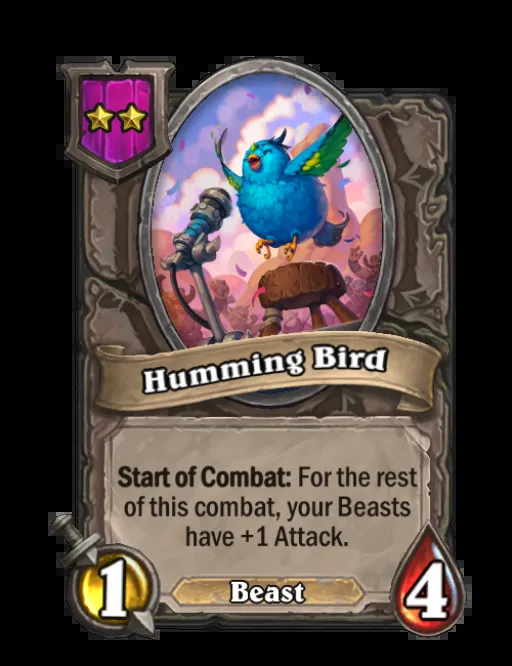 Humming Bird
Start of Combat: For the rest
of this combat, your Beasts
have +1 Attack.
1
Beast
4